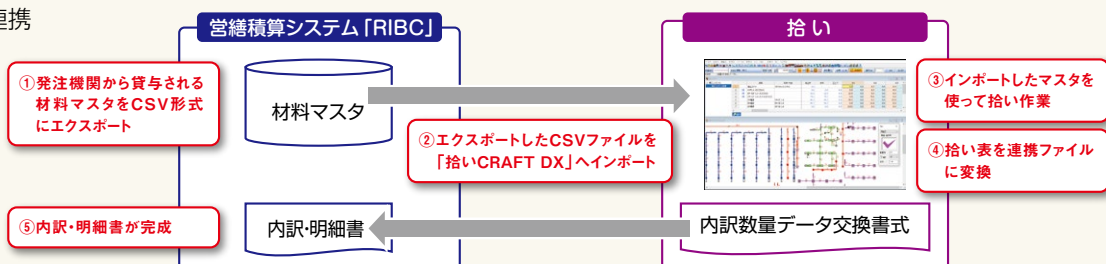 連携
営繕積算システム「RIBC」
拾い
①発注機関から貸与される
材料マスタをCSV形式
にエクスポート
材料マスタ
②エクスポートしたCSVファイルを
「拾いCRAFT DX」へインポート
③インポートしたマスタを
使って拾い作業
④拾い表を連携ファイル
に変換
⑤内訳・明細書が完成
内訳・明細書
内訳数量データ交換書式